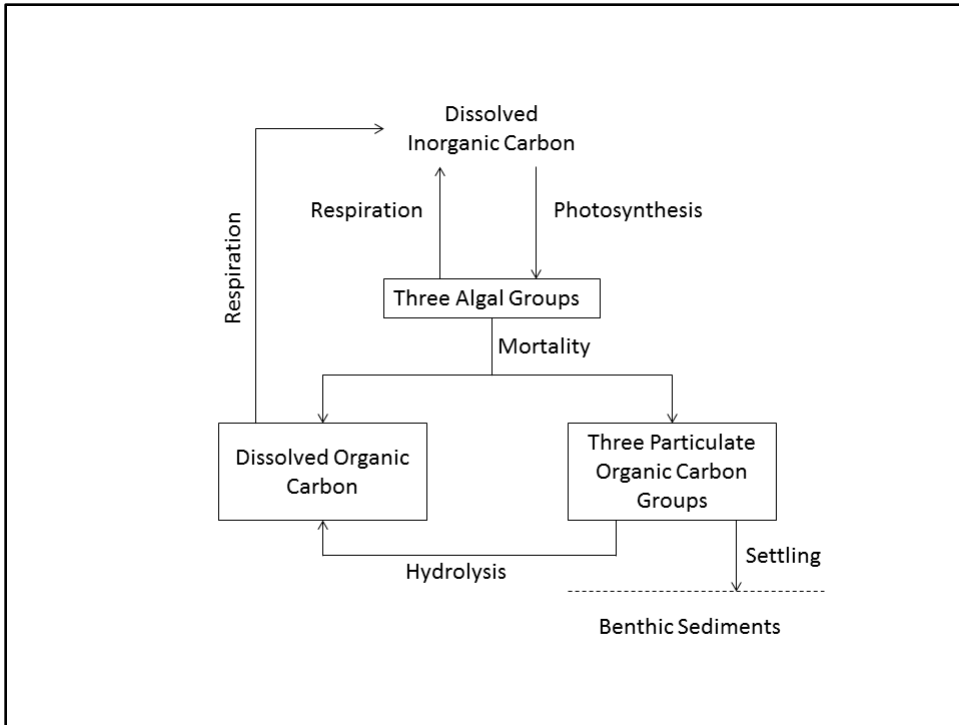 Dissolved
Inorganic Carbon
Respiration
Respiration
Photosynthesis
Three Algal Groups
Mortality
Dissolved Organic
Carbon
Three Particulate
Organic Carbon
Groups
Hydrolysis
Settling
Benthic Sediments